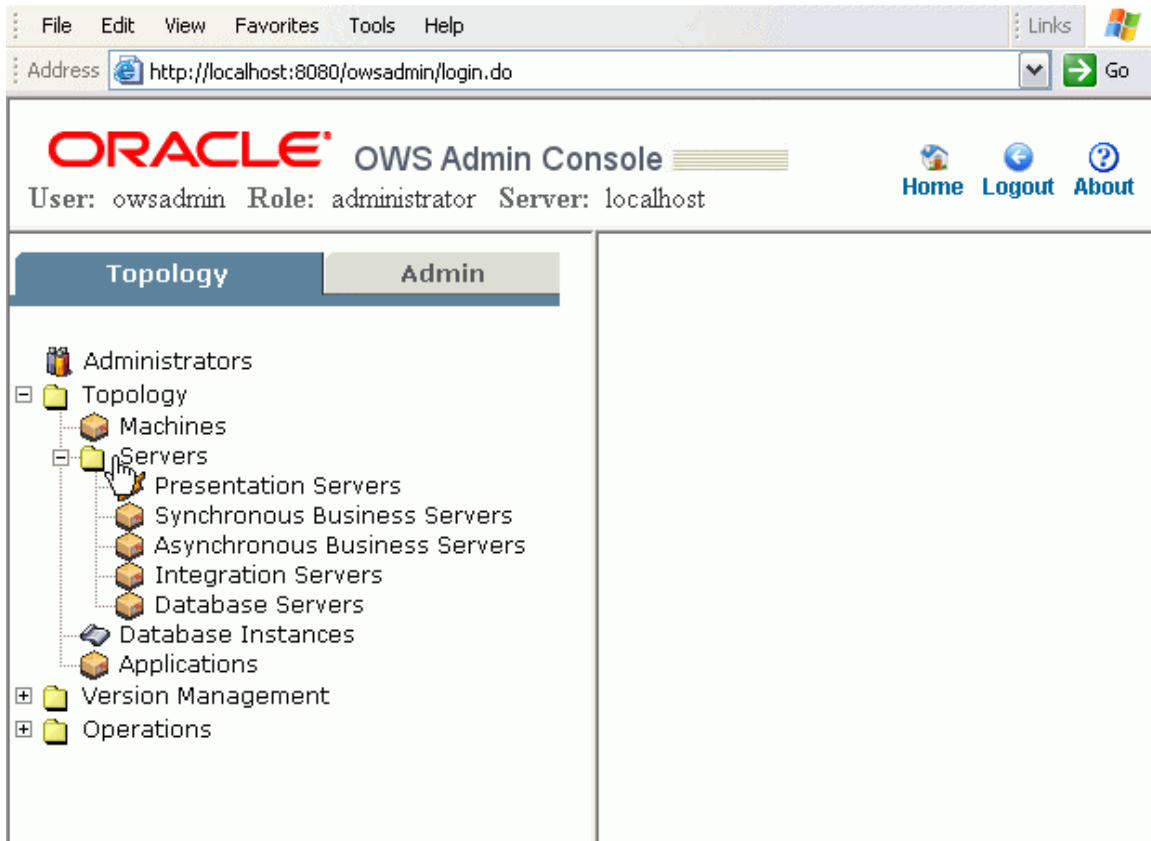 File Edit View Favorites Tools Help Links
Address http://localhost:8080/owsadmin/login.do Go
ORACLE OWS Admin Console
User: owsadmin Role: administrator Server: localhost
Home Logout About
Topology Admin
Administrators
Topology
Machines
Servers
Presentation Servers
Synchronous Business Servers
Asynchronous Business Servers
Integration Servers
Database Servers
Database Instances
Applications
Version Management
Operations